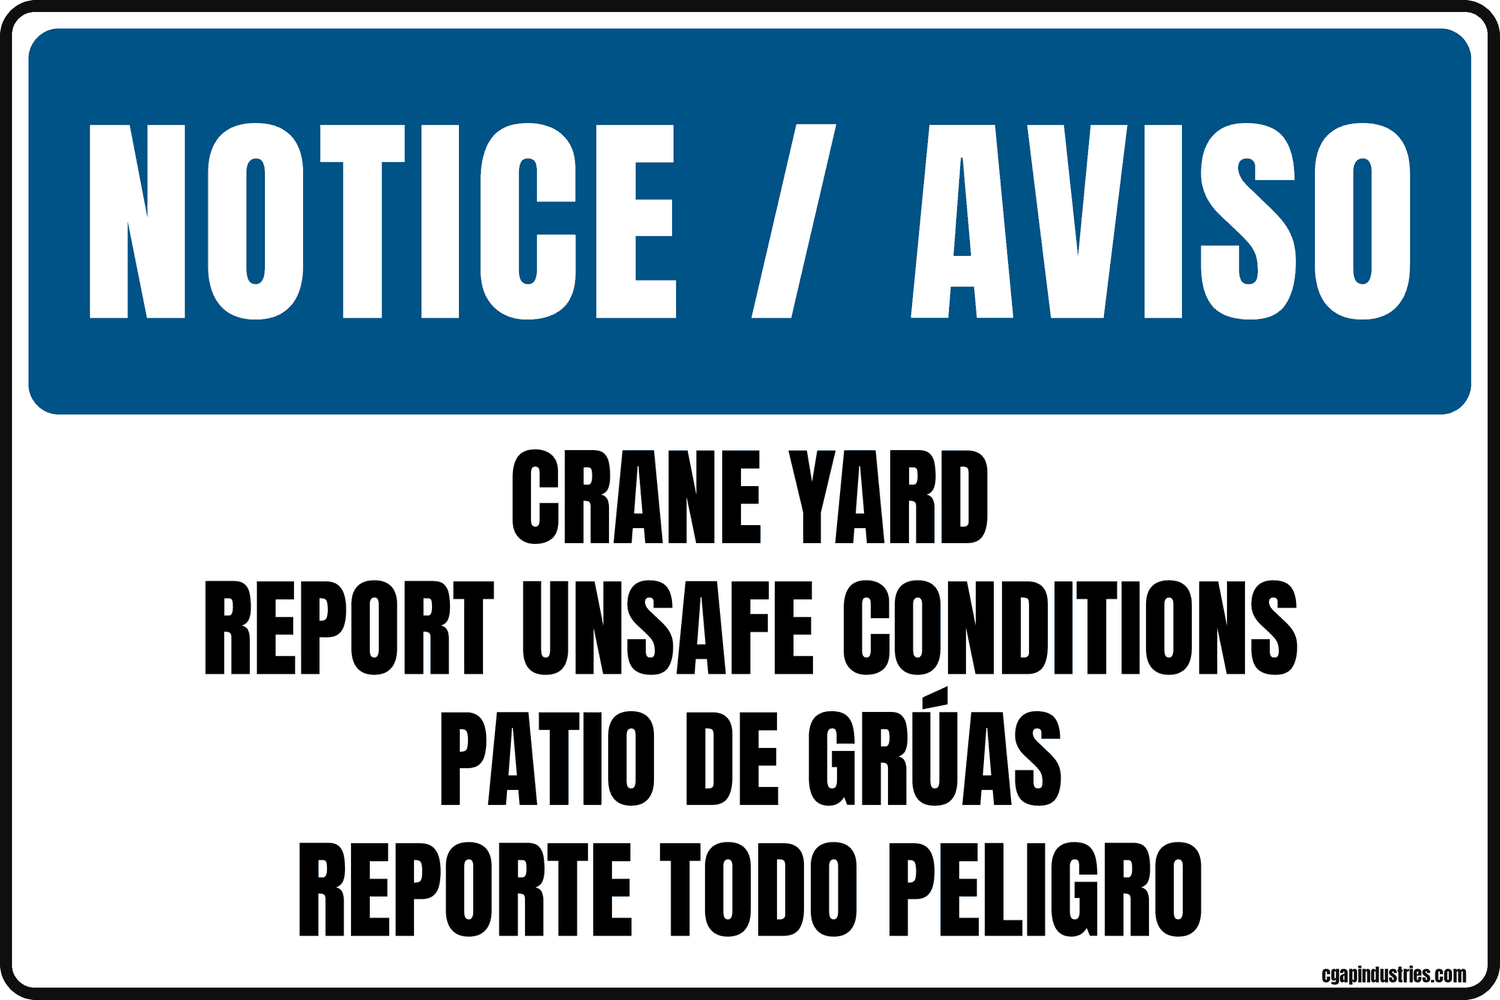 NOTICE / AVISO
CRANE YARD
REPORT UNSAFE CONDITIONS
PATIO DE GRÚAS
REPORTE TODO PELIGRO
cgapindustries.com